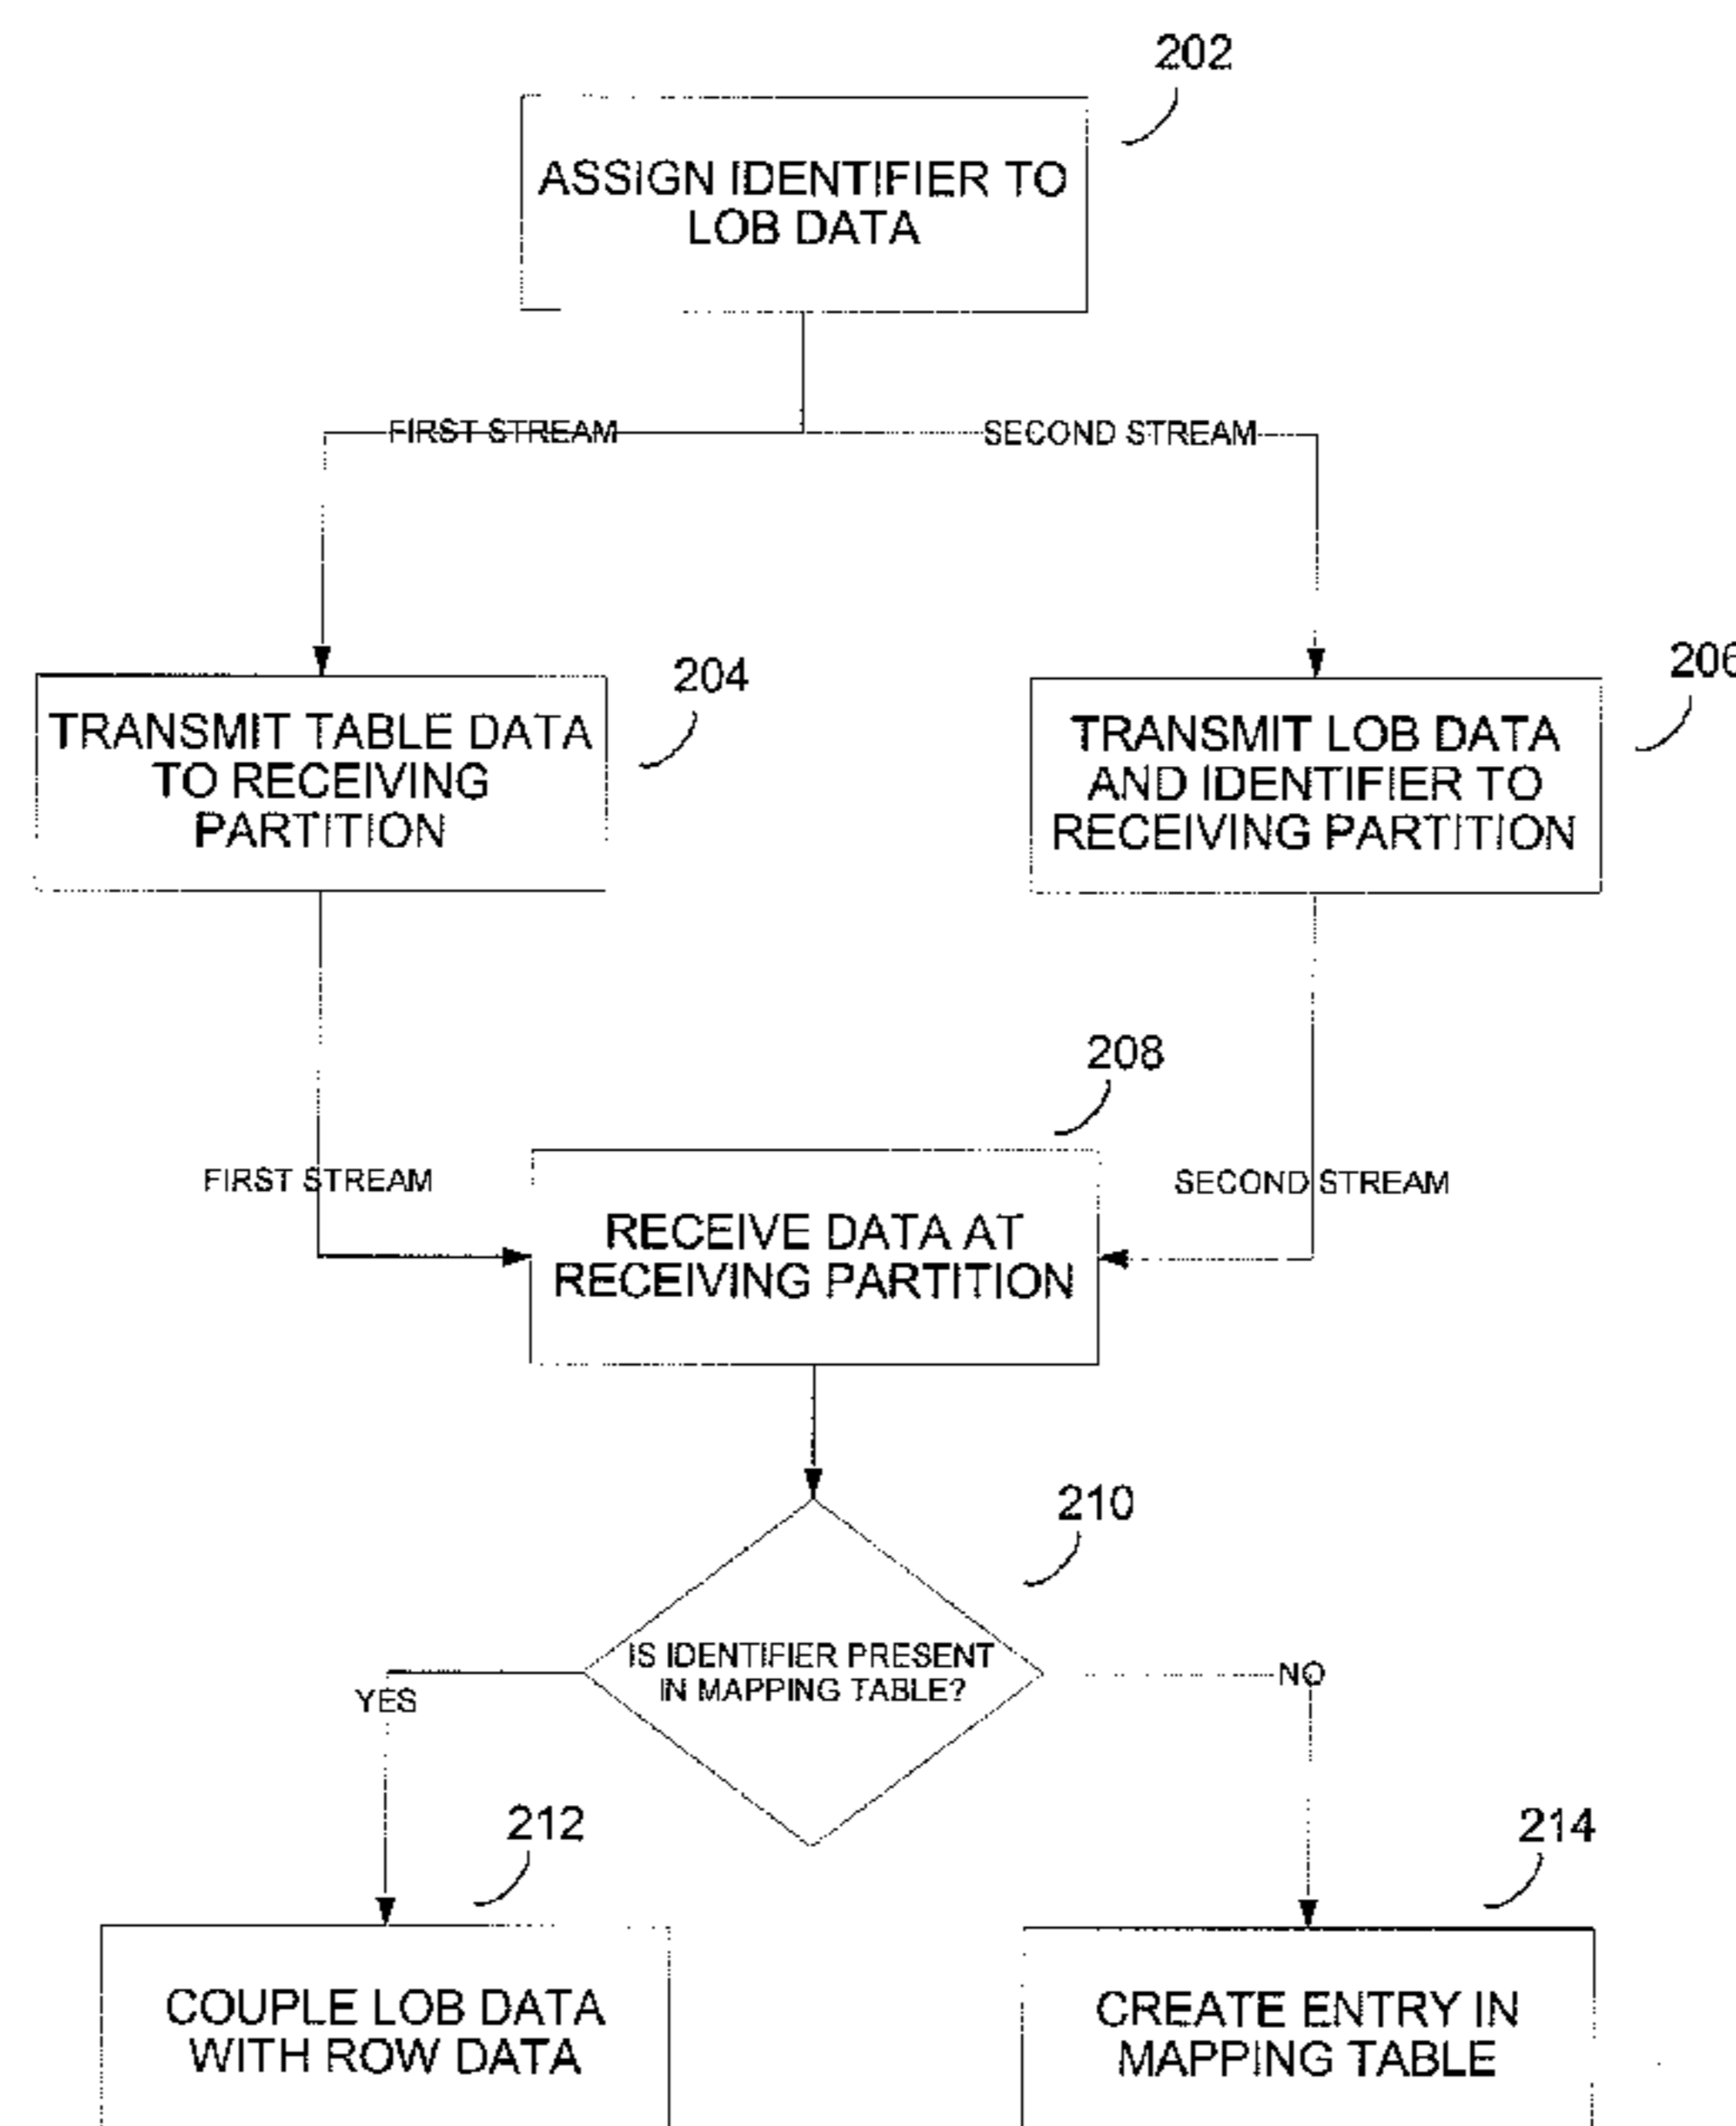 202
ASSIGN IDENTIFIER TO
LOB DATA
FIRST STREAM
SECOND STREAM
204
206
TRANSMIT TABLE DATA
TO RECEIVING
PARTITION
TRANSMIT LOB DATA
AND IDENTIFIER TO
RECEIVING PARTITION
208
FIRST STREAM
SECOND STREAM
RECEIVE DATA AT
RECEIVING PARTITION
210
IS IDENTIFIER PRESENT
IN MAPPING TABLE?
YES
NO
212
214
COUPLE LOB DATA
WITH ROW DATA
CREATE ENTRY IN
MAPPING TABLE